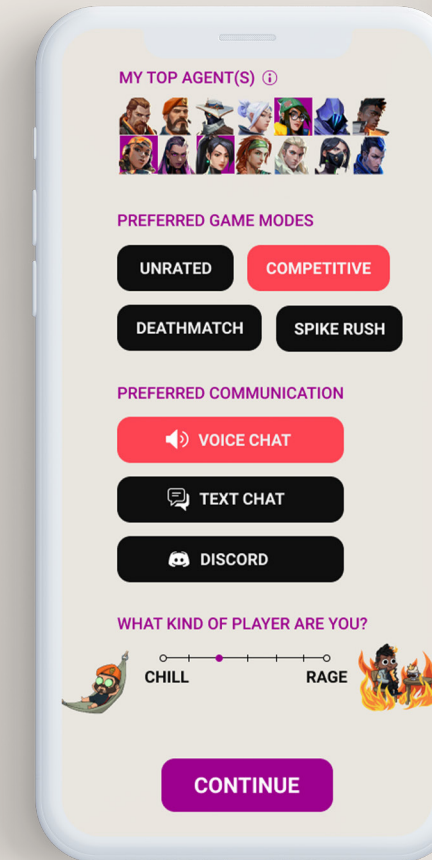 MY TOP AGENT(S)
PREFERRED GAME MODES
UNRATED
COMPETITIVE
DEATHMATCH
SPIKE RUSH
PREFERRED COMMUNICATION
VOICE CHAT
TEXT CHAT
DISCORD
WHAT KIND OF PLAYER ARE YOU?
CHILL
RAGE
CONTINUE